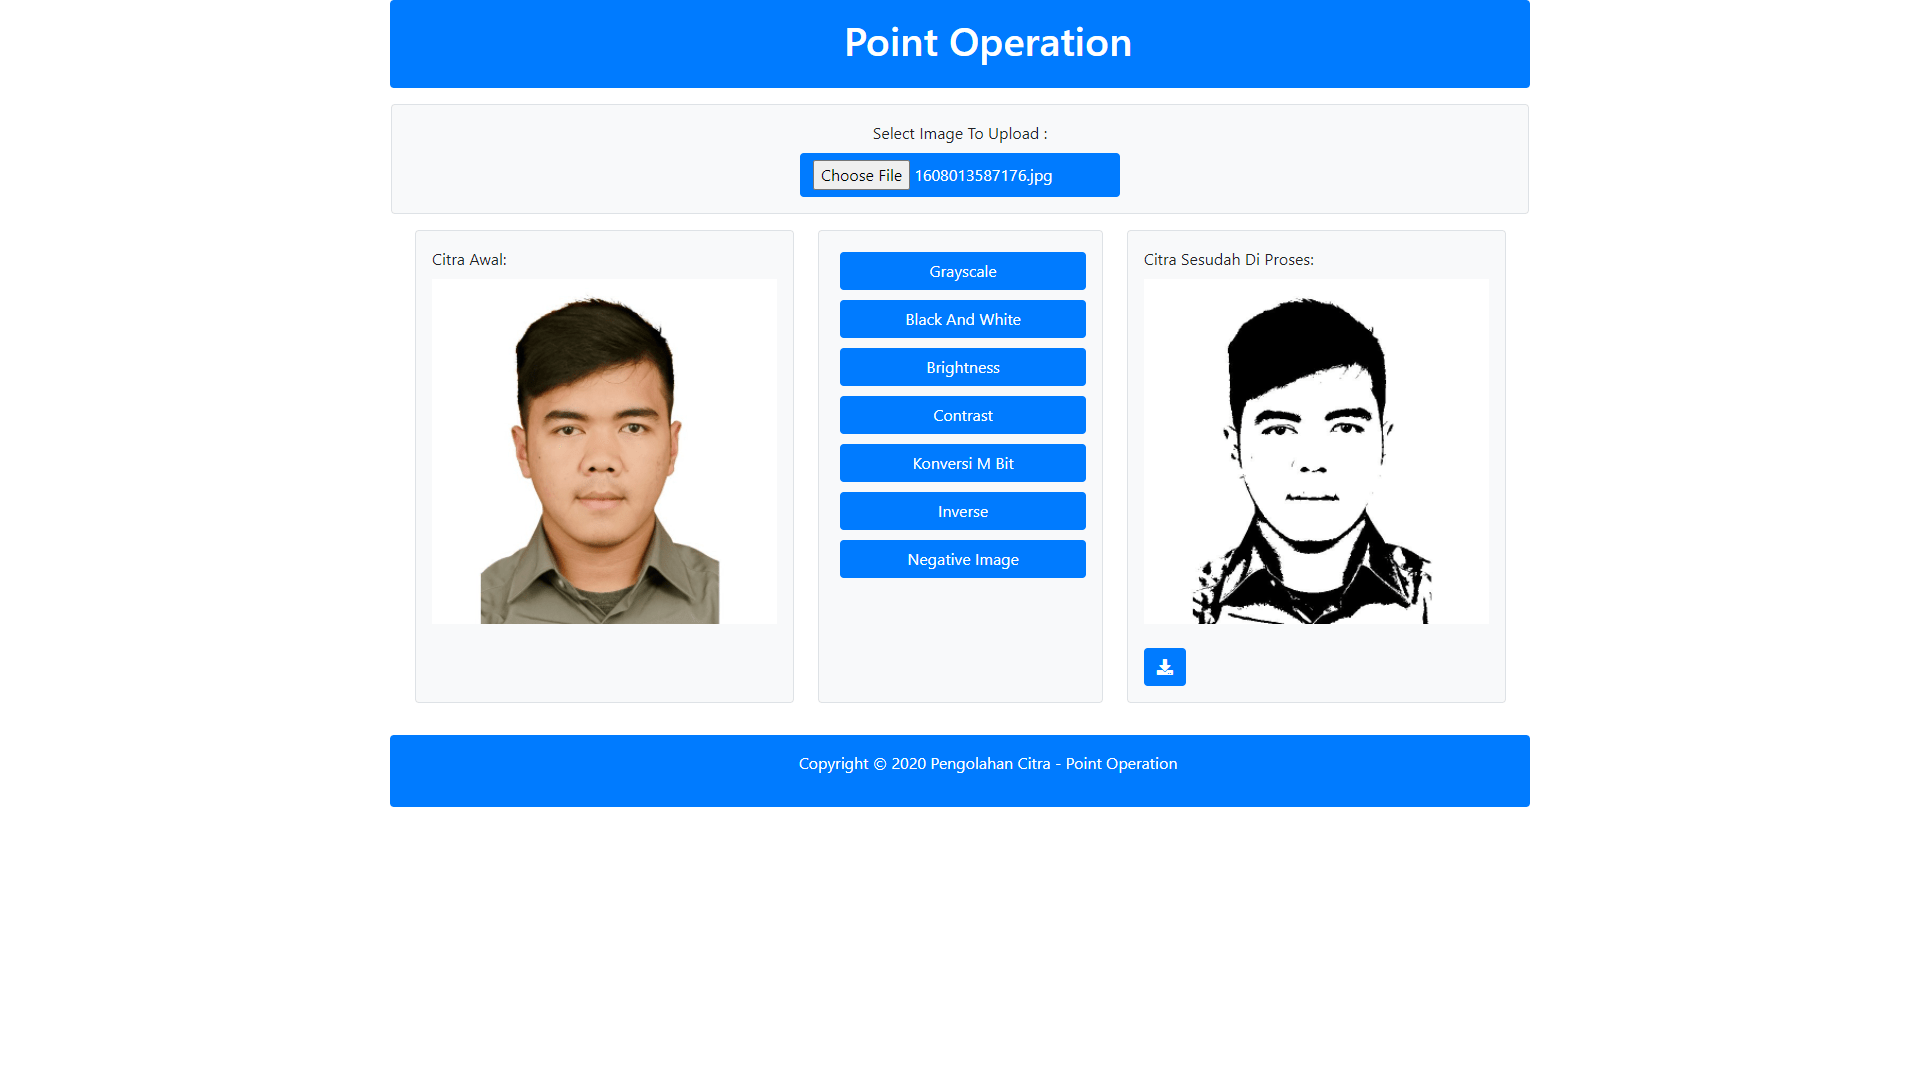 Point Operation
Select Image To Upload :
Choose File 1608013587176.jpg
Citra Awal:
Grayscale
Black And White
Brightness
Contrast
Konversi M Bit
Inverse
Negative Image
Citra Sesudah Di Proses:
Copyright © 2020 Pengolahan Citra - Point Operation